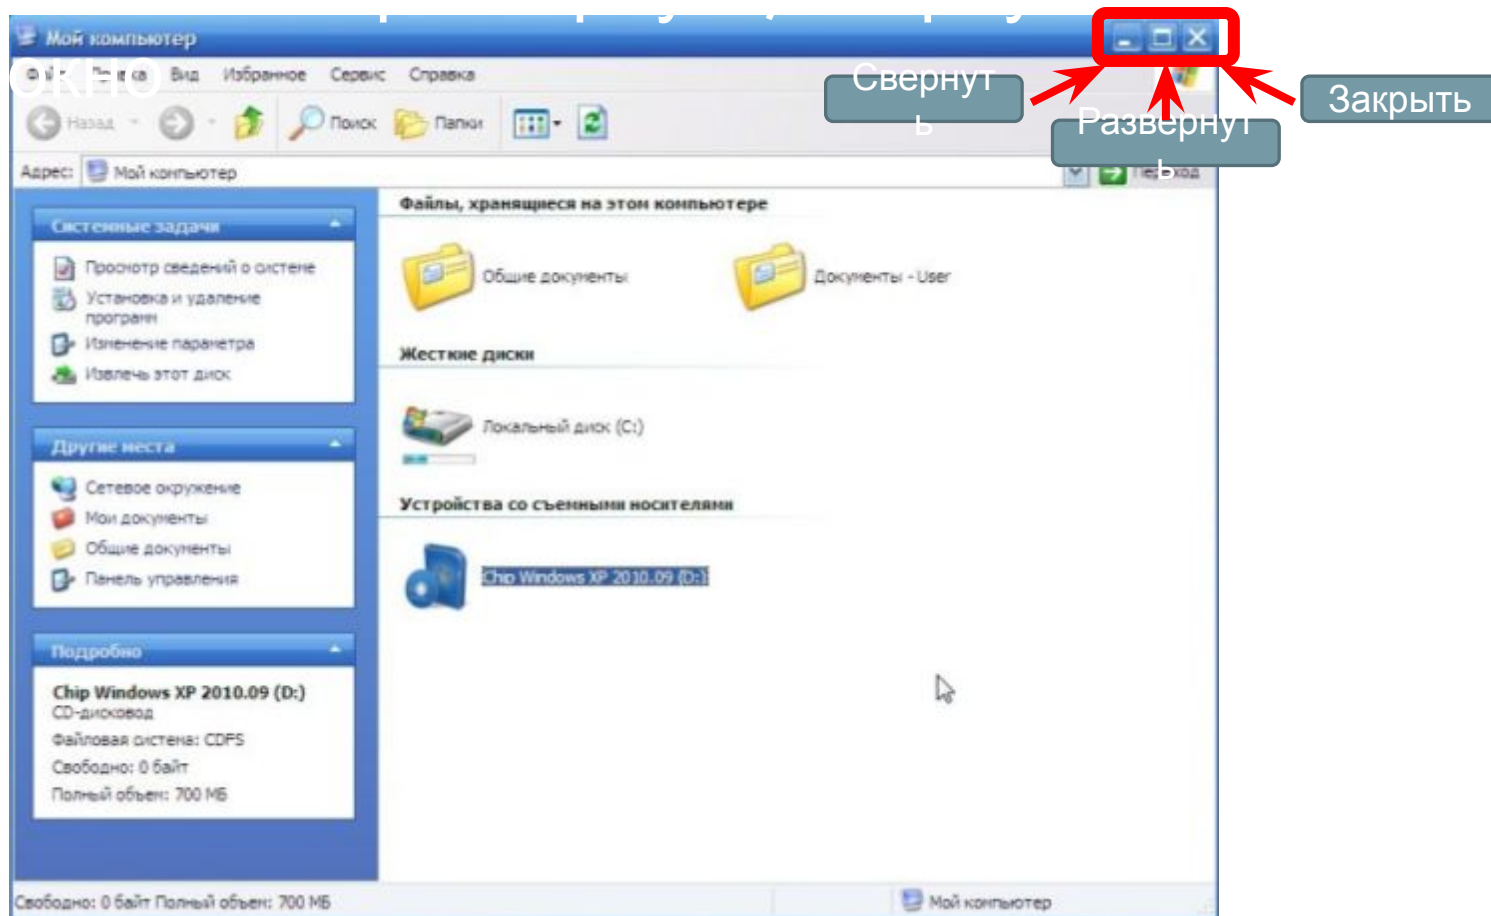 Мой компьютер
окно
Вид Избранное Сервис Справка
Свернут
ь
Развернут
ь
Закрыть
Назад Поиск Папки
Адрес: Мой компьютер Переход
Системные задачи
Просмотр сведений о системе
Установка и удаление
программ
Изменение параметра
Извлечь этот диск
Другие места
Сетевое окружение
Мои документы
Общие документы
Панель управления
Подробно
Chip Windows XP 2010.09 (D:)
CD-дисковод
Файловая система: CDFS
Свободно: 0 байт
Полный объем: 700 МБ
Файлы, хранящиеся на этом компьютере
Общие документы Документы - User
Жесткие диски
Локальный диск (C:)
Устройства со съемными носителями
Chip Windows XP 2010.09 (D:)
Свободно: 0 байт Полный объем: 700 МБ Мой компьютер